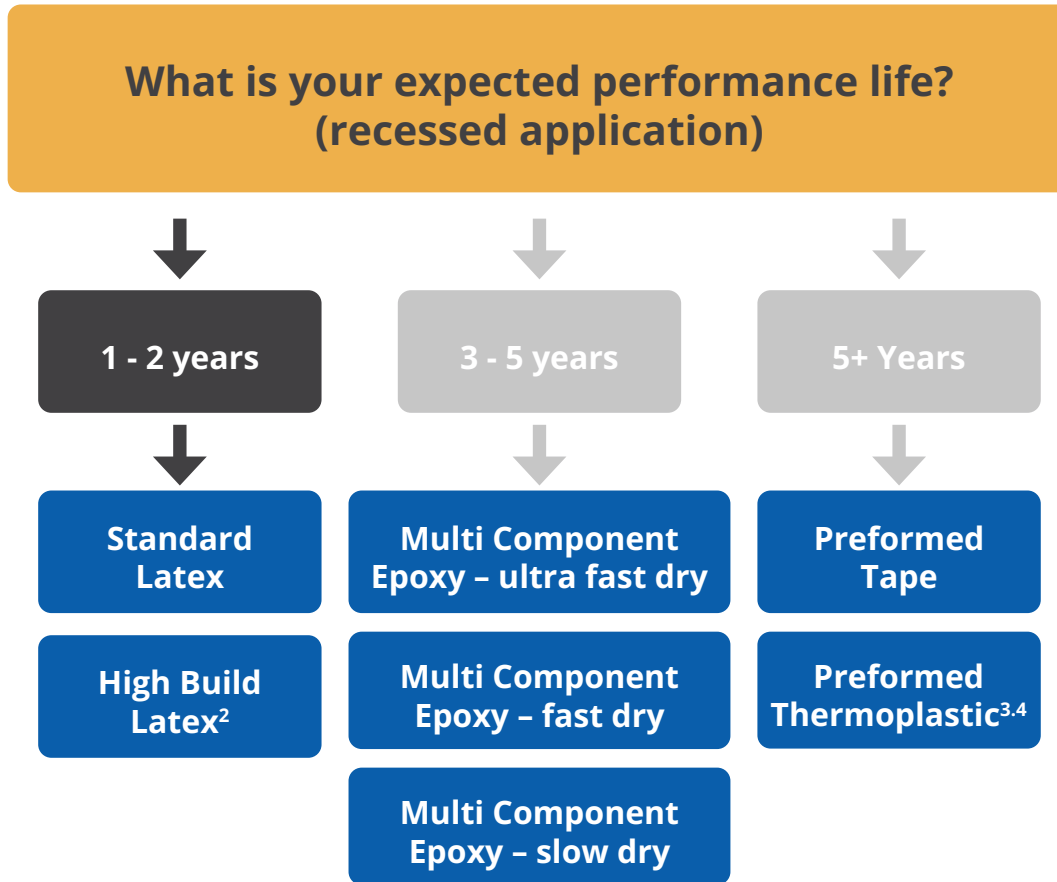 What is your expected performance life?
(recessed application)
1 - 2 years
3 - 5 years
5+ Years
Standard
Latex
High Build
Latex²
Multi Component
Epoxy – ultra fast dry
Multi Component
Epoxy – fast dry
Multi Component
Epoxy – slow dry
Preformed
Tape
Preformed
Thermoplastic³·⁴